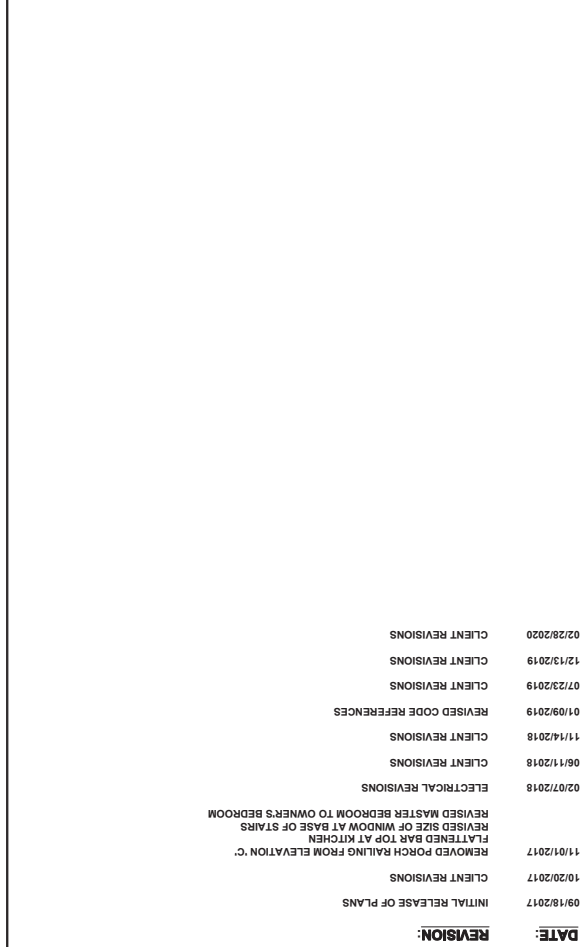 DATE: REVISION:
09/18/2017 INITIAL RELEASE OF PLANS
10/20/2017 CLIENT REVISIONS
11/01/2017 REMOVED PORCH RAILING FROM ELEVATION 'C'.
FLATTENED BAR TOP AT KITCHEN
REVISED SIZE OF WINDOW AT BASE OF STAIRS
REVISED MASTER BEDROOM TO OWNER'S BEDROOM
02/07/2018 ELECTRICAL REVISIONS
06/11/2018 CLIENT REVISIONS
11/14/2018 CLIENT REVISIONS
01/09/2019 REVISED CODE REFERENCES
07/23/2019 CLIENT REVISIONS
12/13/2019 CLIENT REVISIONS
02/28/2020 CLIENT REVISIONS